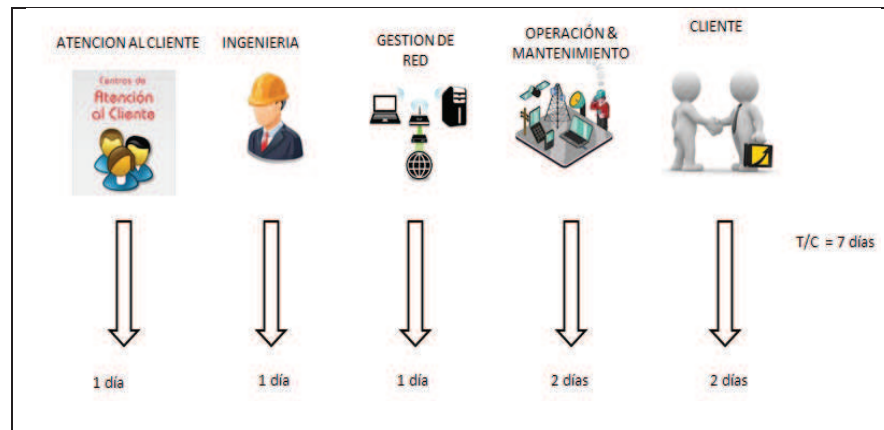 ATENCION AL CLIENTE
INGENIERIA
GESTION DE
RED
OPERACIÓN &
MANTENIMIENTO
CLIENTE
Centros de
Atención
al Cliente
T/C = 7 días
1 día
1 día
1 día
2 días
2 días